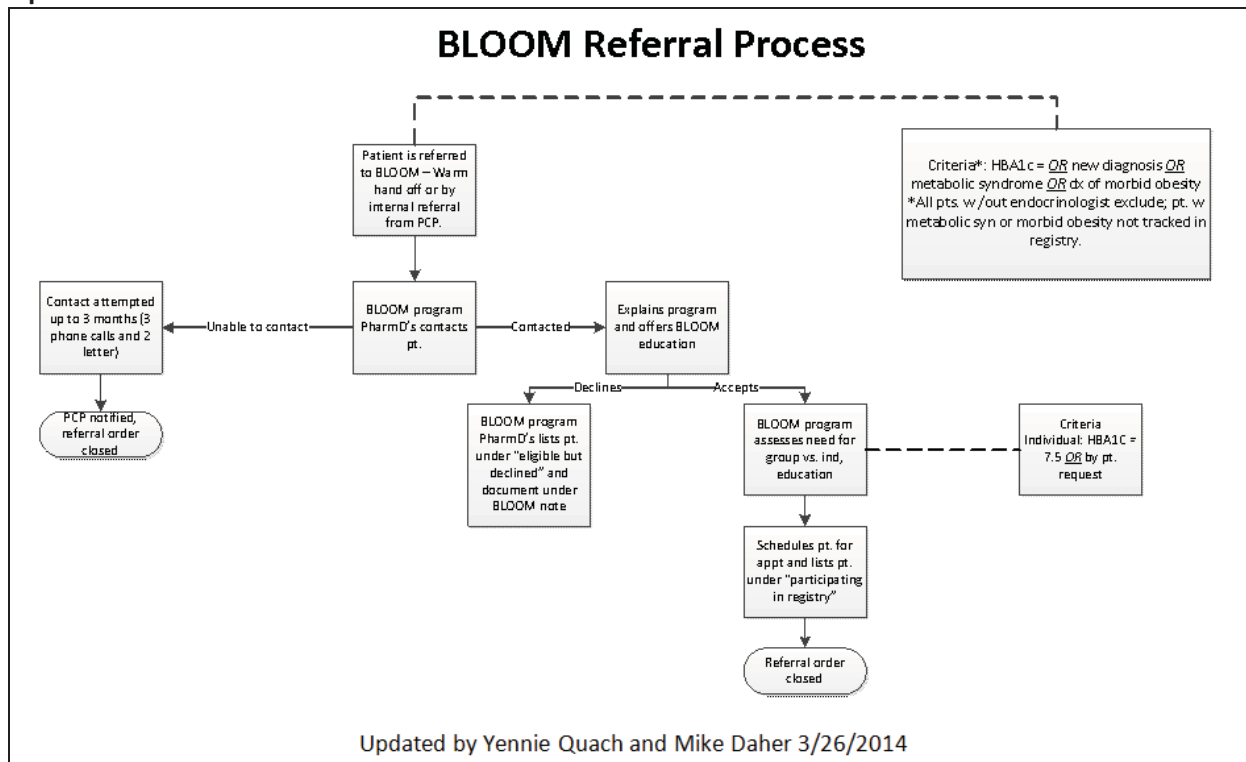 BLOOM Referral Process
Patient is referred
to BLOOM – Warm
hand off or by
internal referral
from PCP.
Criteria*: HBA1c = OR new diagnosis OR
metabolic syndrome OR dx of morbid obesity
*All pts. w/out endocrinologist exclude; pt. w
metabolic syn or morbid obesity not tracked in
registry.
Contact attempted
up to 3 months (3
phone calls and 2
letter)
Unable to contact
BLOOM program
PharmD's contacts
pt.
Contacted
Explains program
and offers BLOOM
education
Declines
Accepts
PCP notified,
referral order
closed
BLOOM program
PharmD's lists pt.
under "eligible but
declined" and
document under
BLOOM note
BLOOM program
assesses need for
group vs. ind,
education
Criteria
Individual: HBA1C =
7.5 OR by pt.
request
Schedules pt. for
appt and lists pt.
under "participating
in registry"
Referral order
closed
Updated by Yennie Quach and Mike Daher 3/26/2014